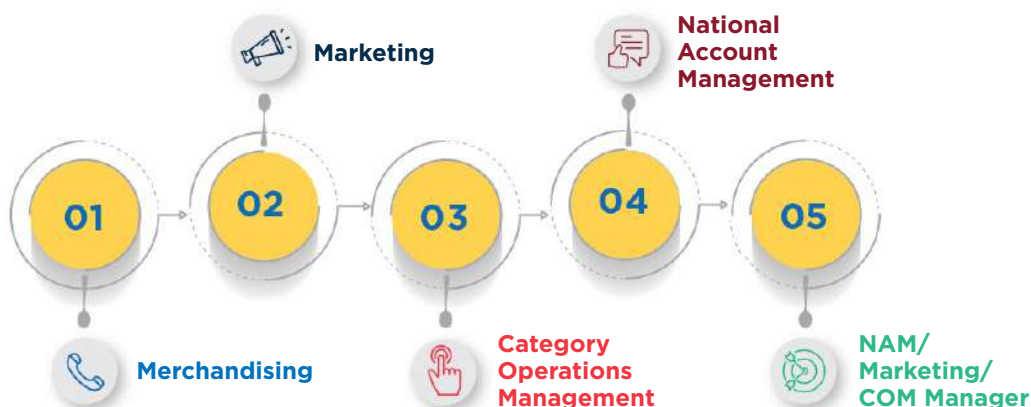 Marketing
National
Account
Management
01
02
03
04
05
Merchandising
Category
Operations
Management
NAM/
Marketing/
COM Manager